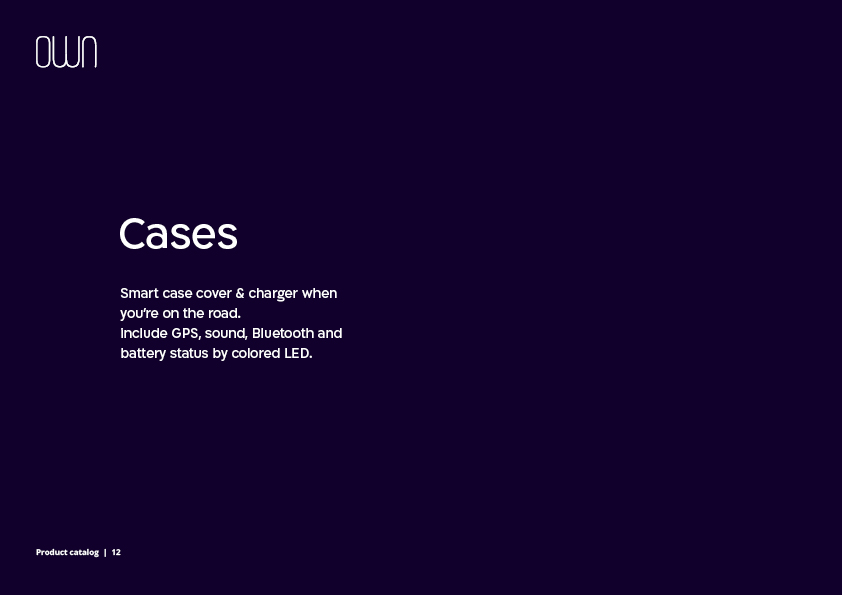 OWN
Cases
Smart case cover & charger when
you're on the road.
Include GPS, sound, Bluetooth and
battery status by colored LED.
Product catalog | 12